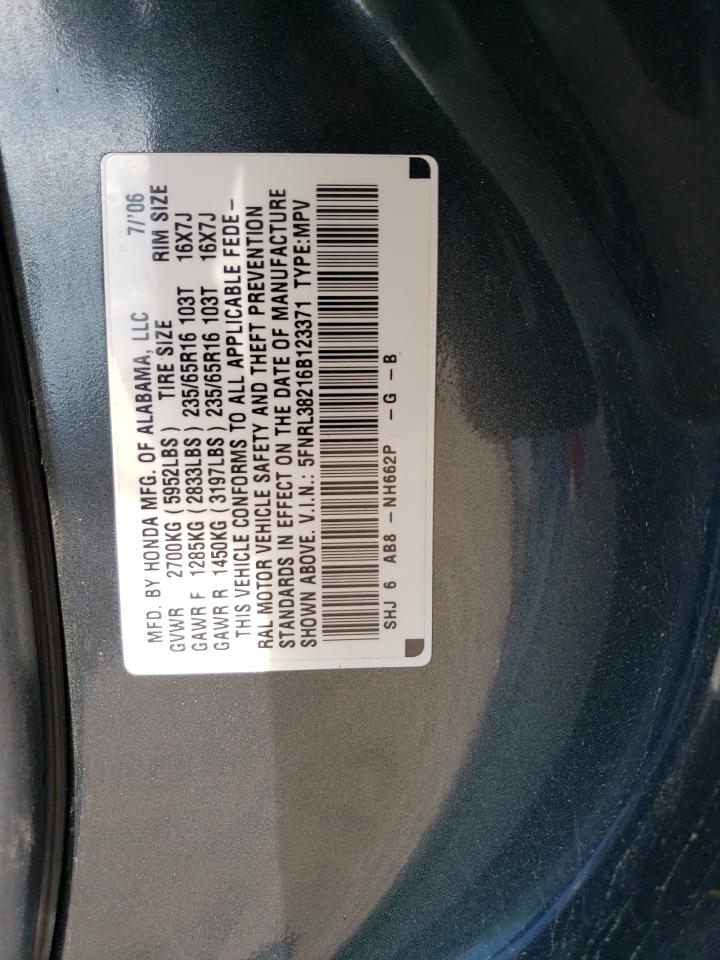 MFD. BY HONDA MFG. OF ALABAMA, LLC 7/'06
GVWR 2700KG (5952LBS) TIRE SIZE RIM SIZE
GAWR F 1285KG (2833LBS) 235/65R16 103T 16X7J
GAWR R 1450KG (3197LBS) 235/65R16 103T 16X7J
THIS VEHICLE CONFORMS TO ALL APPLICABLE FEDE-
RAL MOTOR VEHICLE SAFETY AND THEFT PREVENTION
STANDARDS IN EFFECT ON THE DATE OF MANUFACTURE
SHOWN ABOVE. V.I.N.: 5FNRL38216B123371 TYPE:MPV
SHJ 6 AB8 - NH662P - G - B